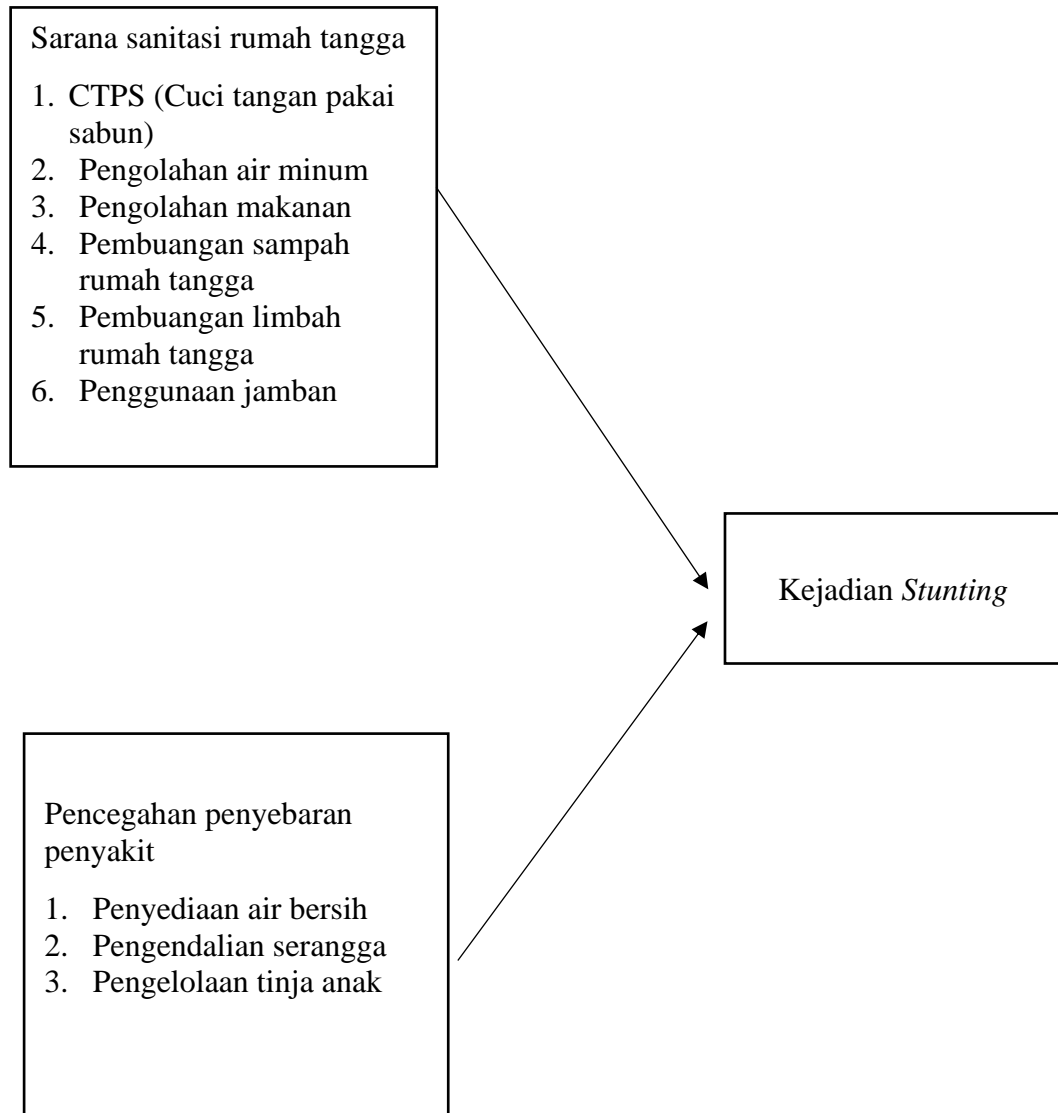 Sarana sanitasi rumah tangga
1. CTPS (Cuci tangan pakai
sabun)
2. Pengolahan air minum
3. Pengolahan makanan
4. Pembuangan sampah
rumah tangga
5. Pembuangan limbah
rumah tangga
6. Penggunaan jamban
Kejadian Stunting
Pencegahan penyebaran
penyakit
1. Penyediaan air bersih
2. Pengendalian serangga
3. Pengelolaan tinja anak